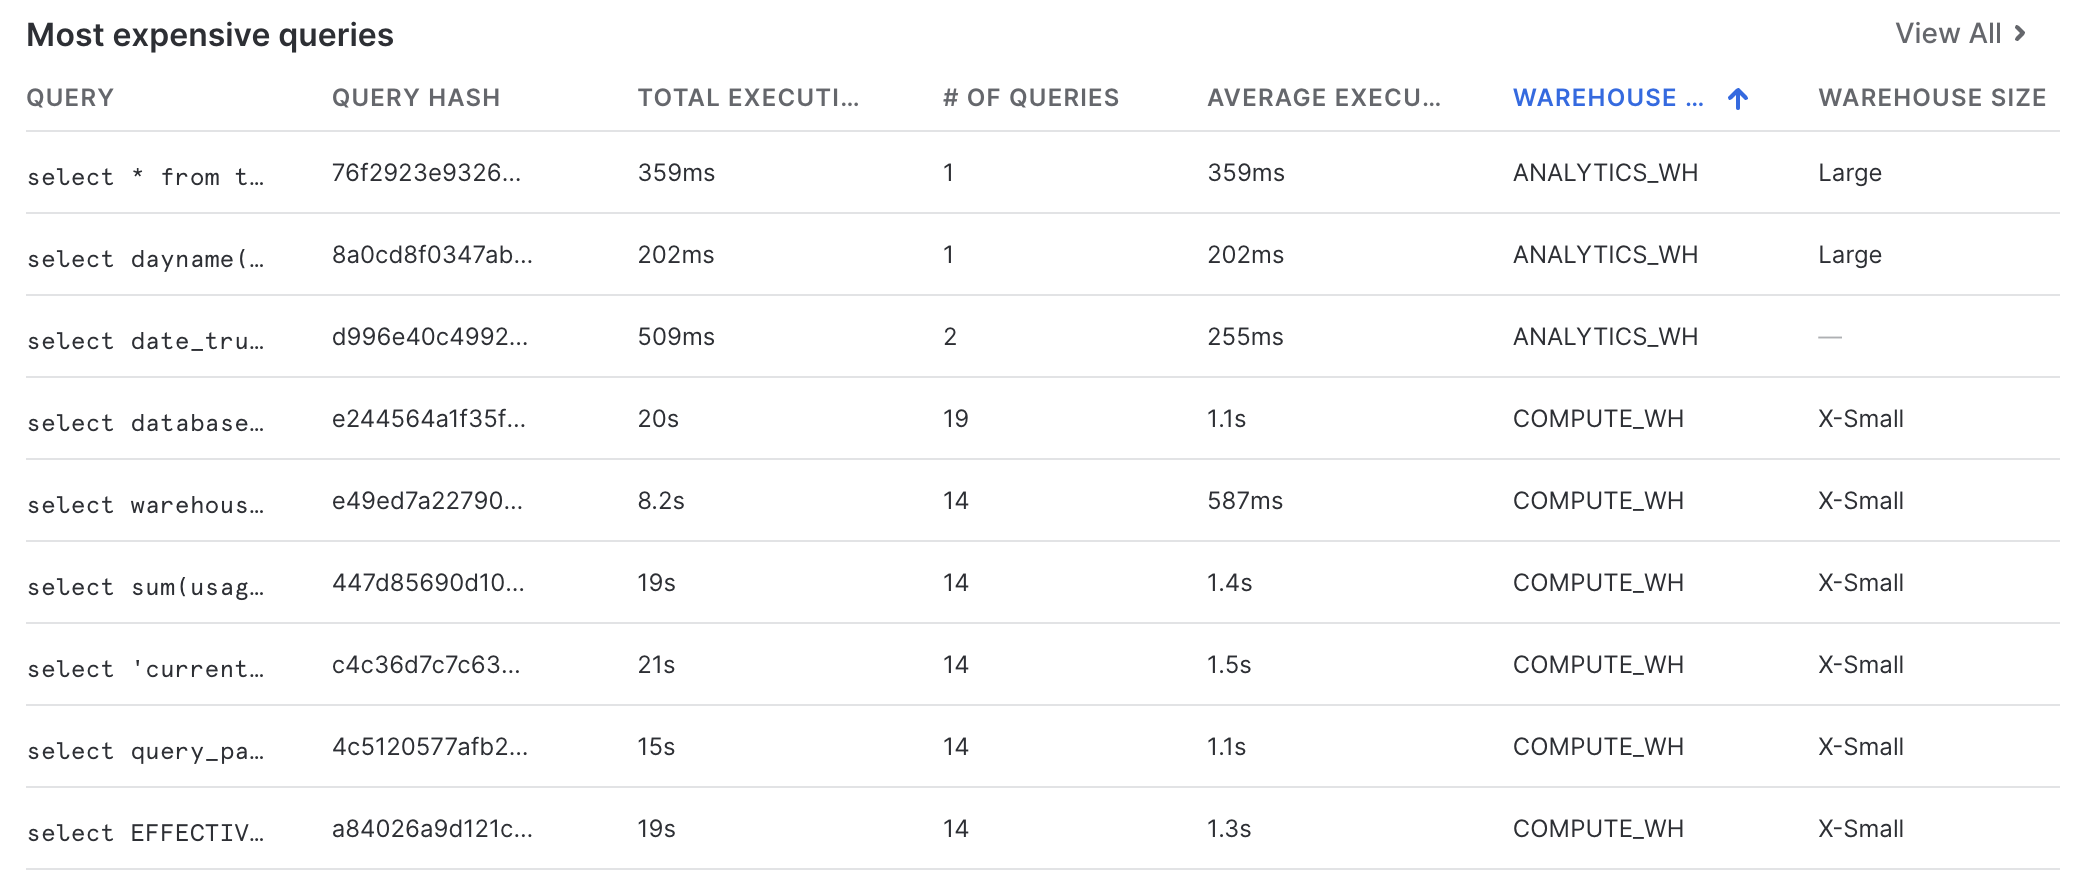 Most expensive queries View All >
QUERY QUERY HASH TOTAL EXECUTI... # OF QUERIES AVERAGE EXECU... WAREHOUSE ... ↑ WAREHOUSE SIZE
select * from t… 76f2923e9326... 359ms 1 359ms ANALYTICS_WH Large
select dayname(… 8a0cd8f0347ab... 202ms 1 202ms ANALYTICS_WH Large
select date_tru… d996e40c4992... 509ms 2 255ms ANALYTICS_WH —
select database… e244564a1f35f... 20s 19 1.1s COMPUTE_WH X-Small
select warehous… e49ed7a22790... 8.2s 14 587ms COMPUTE_WH X-Small
select sum(usag… 447d85690d10... 19s 14 1.4s COMPUTE_WH X-Small
select 'current… c4c36d7c7c63... 21s 14 1.5s COMPUTE_WH X-Small
select query_pa… 4c5120577afb2... 15s 14 1.1s COMPUTE_WH X-Small
select EFFECTIV… a84026a9d121c... 19s 14 1.3s COMPUTE_WH X-Small